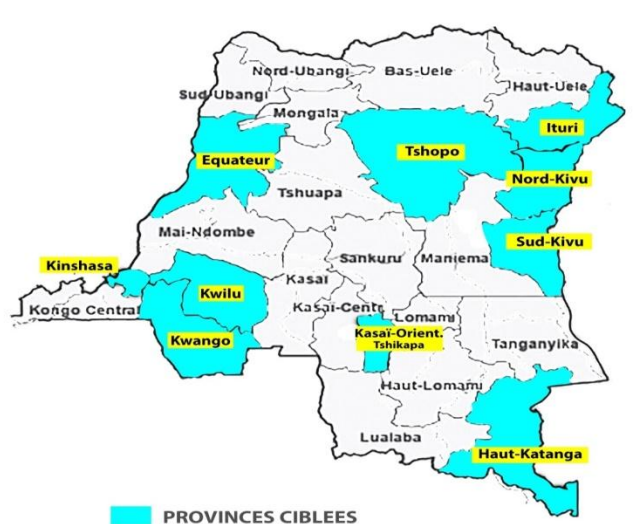 Nord-Ubangi
Bas-Uele
Haut-Uele
Sud-Ubangi
Mongala
Ituri
Equateur
Tshopo
Nord-Kivu
Tshuapa
Mai-Ndombe
Sud-Kivu
Kinshasa
Sankuru
Maniema
Kasaï
Kwilu
Kongo Central
Kasaï-Centr
Lomami
Kwango
Kasaï-Orient.
Tshikapa
Tanganyika
Haut-Lomami
Lualaba
Haut-Katanga
PROVINCES CIBLEES